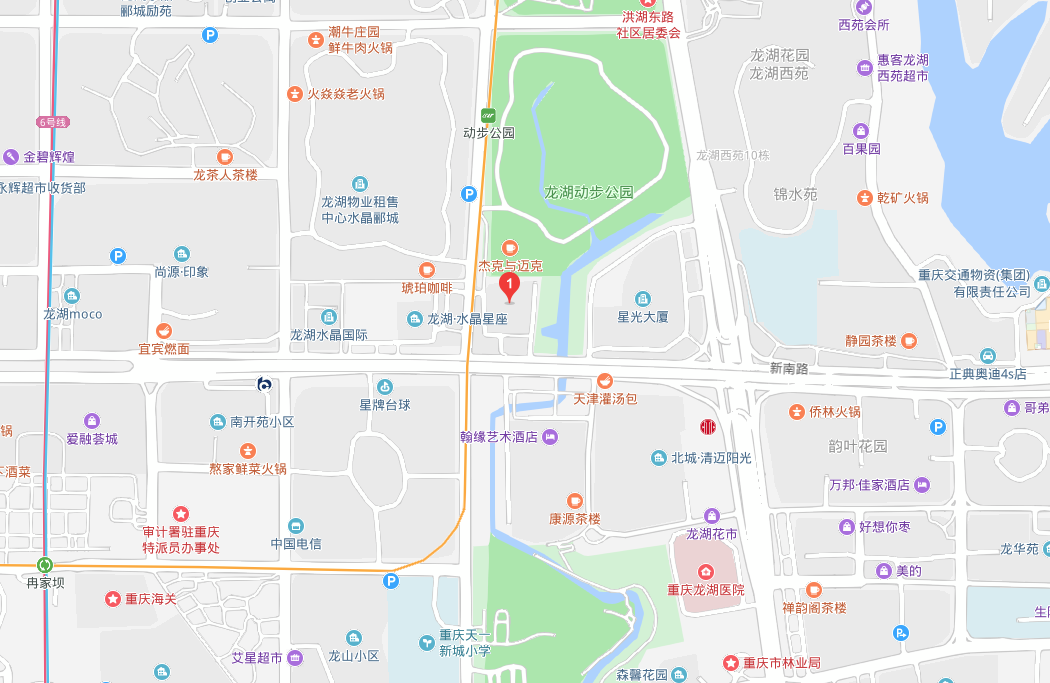 郦城励苑
洪湖东路
社区居委会
西苑会所
潮牛庄园
鲜牛肉火锅
龙湖花园
龙湖西苑
惠客龙湖
西苑超市
火焱焱老火锅
6号线
动步公园
百果园
金碧辉煌
龙茶人茶楼
龙湖西苑10栋
永辉超市收货部
龙湖物业租售
中心水晶郦城
龙湖动步公园
锦水苑
乾矿火锅
尚源·印象
杰克与迈克
琥珀咖啡
1
重庆交通物资(集团)
有限责任公司
龙湖moco
龙湖水晶国际
龙湖·水晶星座
星光大厦
宜宾燃面
静园茶楼
新南路
正典奥迪4s店
星牌台球
天津灌汤包
爱融荟城
南开苑小区
侨林火锅
哥弟
锅
翰缘艺术酒店
韵叶花园
北城·清迈阳光
熬家鲜菜火锅
酒菜
万邦·佳家酒店
康源茶楼
审计署驻重庆
特派员办事处
中国电信
龙湖花市
好想你枣
龙华苑
冉家坝
美的
重庆海关
重庆龙湖医院
禅韵阁茶楼
重庆天一
新城小学
艾星超市
龙山小区
森馨花园
重庆市林业局